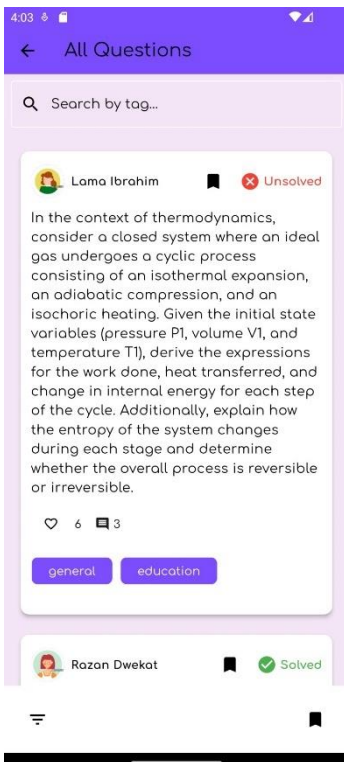 4:03
All Questions
Search by tag...
Lama Ibrahim
Unsolved
In the context of thermodynamics,
consider a closed system where an ideal
gas undergoes a cyclic process
consisting of an isothermal expansion,
an adiabatic compression, and an
isochoric heating. Given the initial state
variables (pressure P1, volume V1, and
temperature T1), derive the expressions
for the work done, heat transferred, and
change in internal energy for each step
of the cycle. Additionally, explain how
the entropy of the system changes
during each stage and determine
whether the overall process is reversible
or irreversible.
6 3
general education
Razan Dwekat
Solved